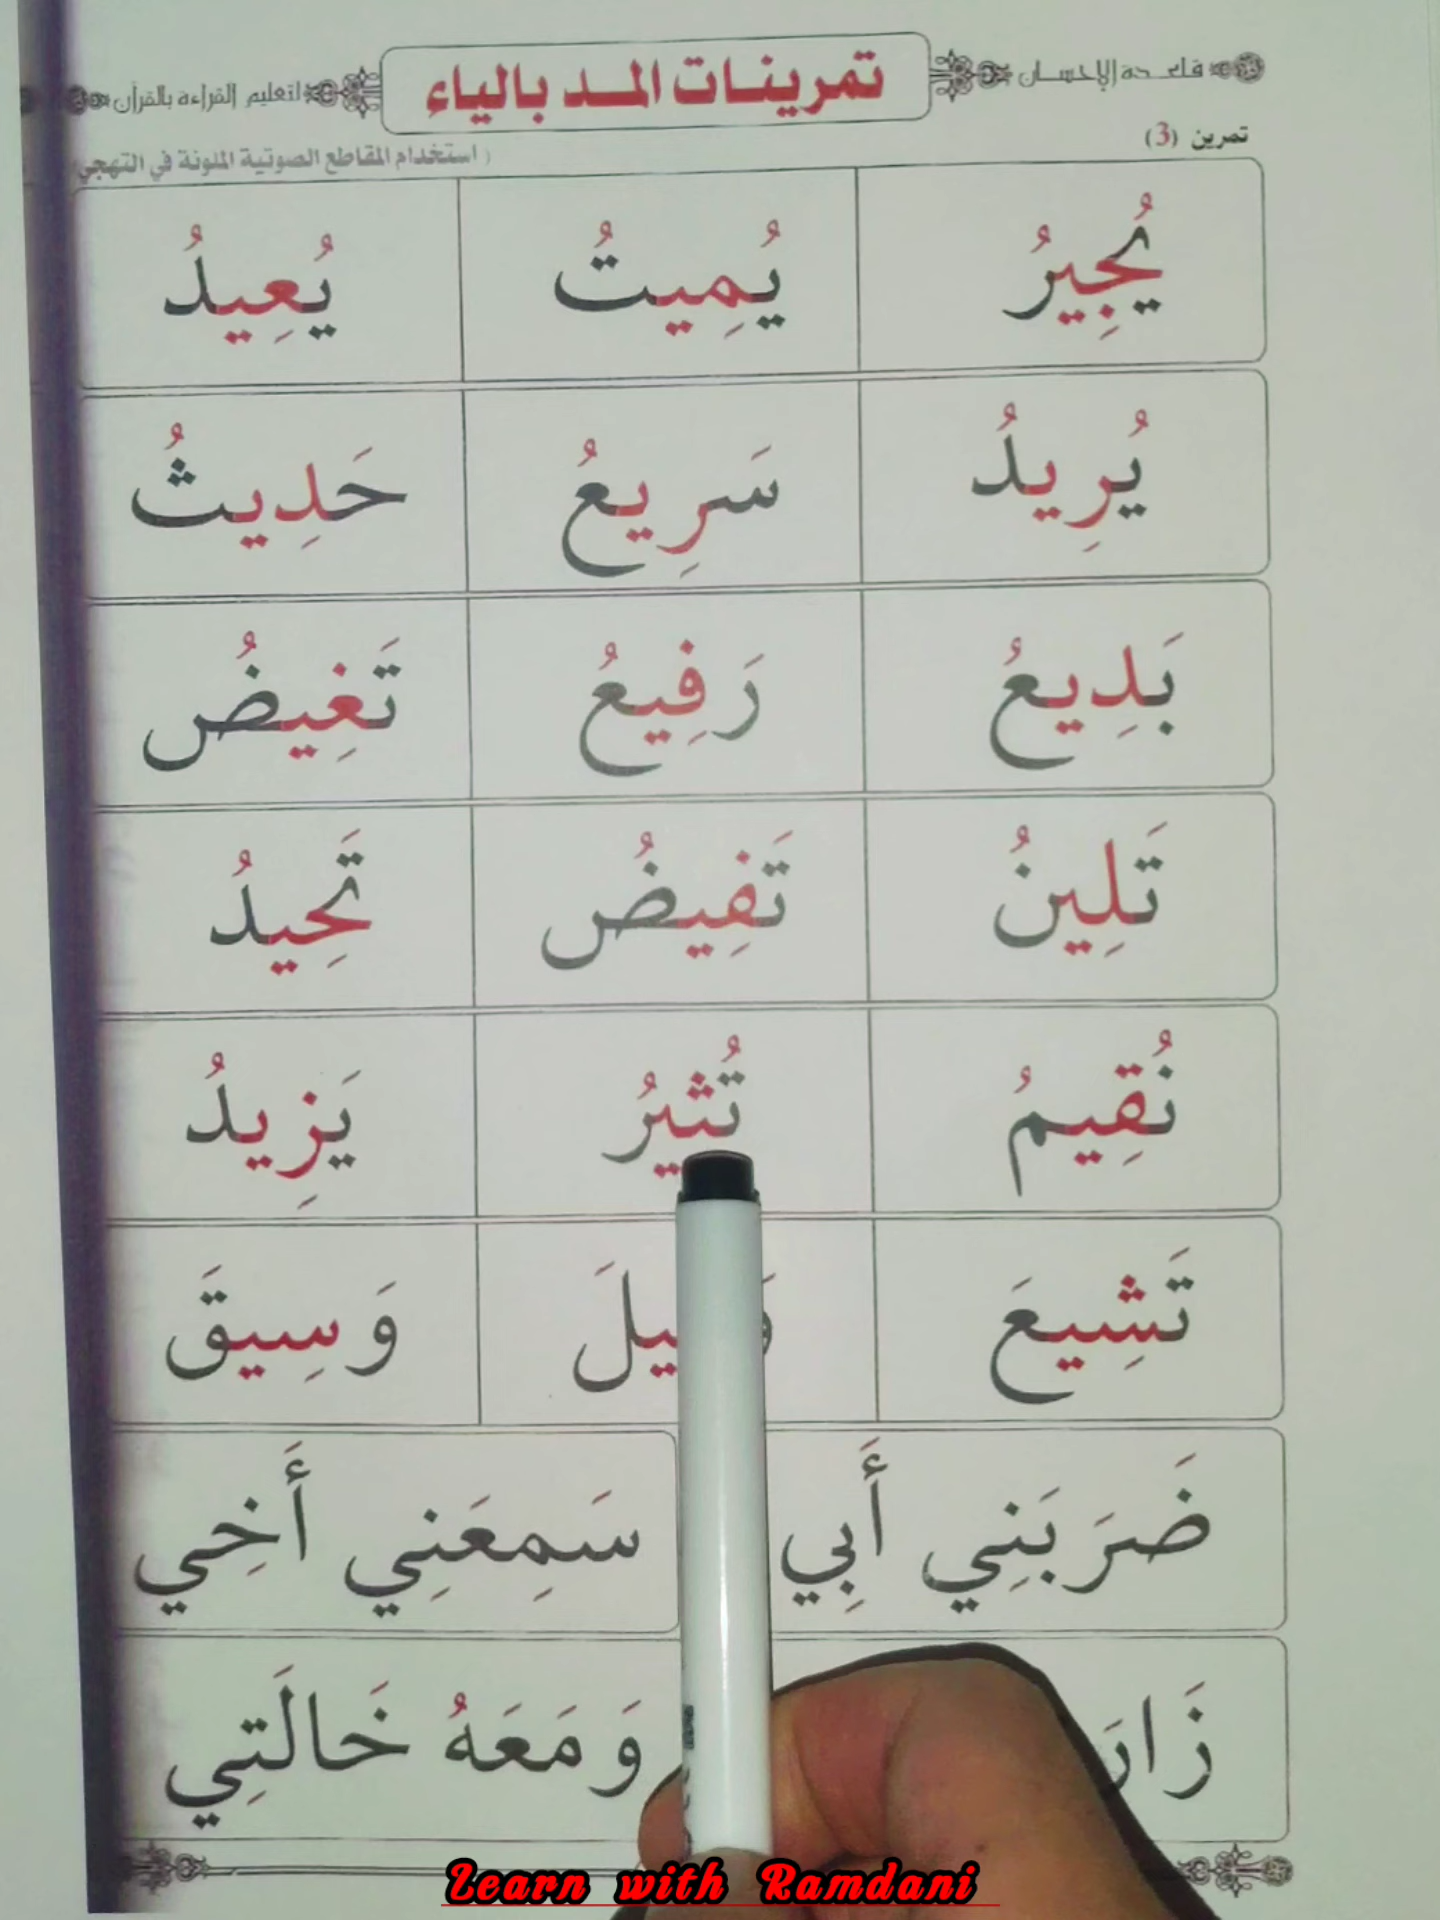 قاعدة الإحسان
تمرينات المد بالياء
لتعليم القراءة بالقرآن
تمرين (3)
(استخدام المقاطع الصوتية الملونة في التهجي
يُجِيرُ يُمِيتُ يُعِيدُ
يُرِيدُ سَرِيعُ حَدِيثُ
بَدِيعُ رَفِيعُ تَغِيضُ
تَلِينُ تَفِيضُ تَحِيدُ
نُقِيمُ تُثِيرُ يَزِيدُ
تَشِيعَ وَسِيقَ
ضَرَبَنِي أَبِي سَمِعَنِي أَخِي
وَمَعَهُ خَالَتِي
Learn with Ramdani